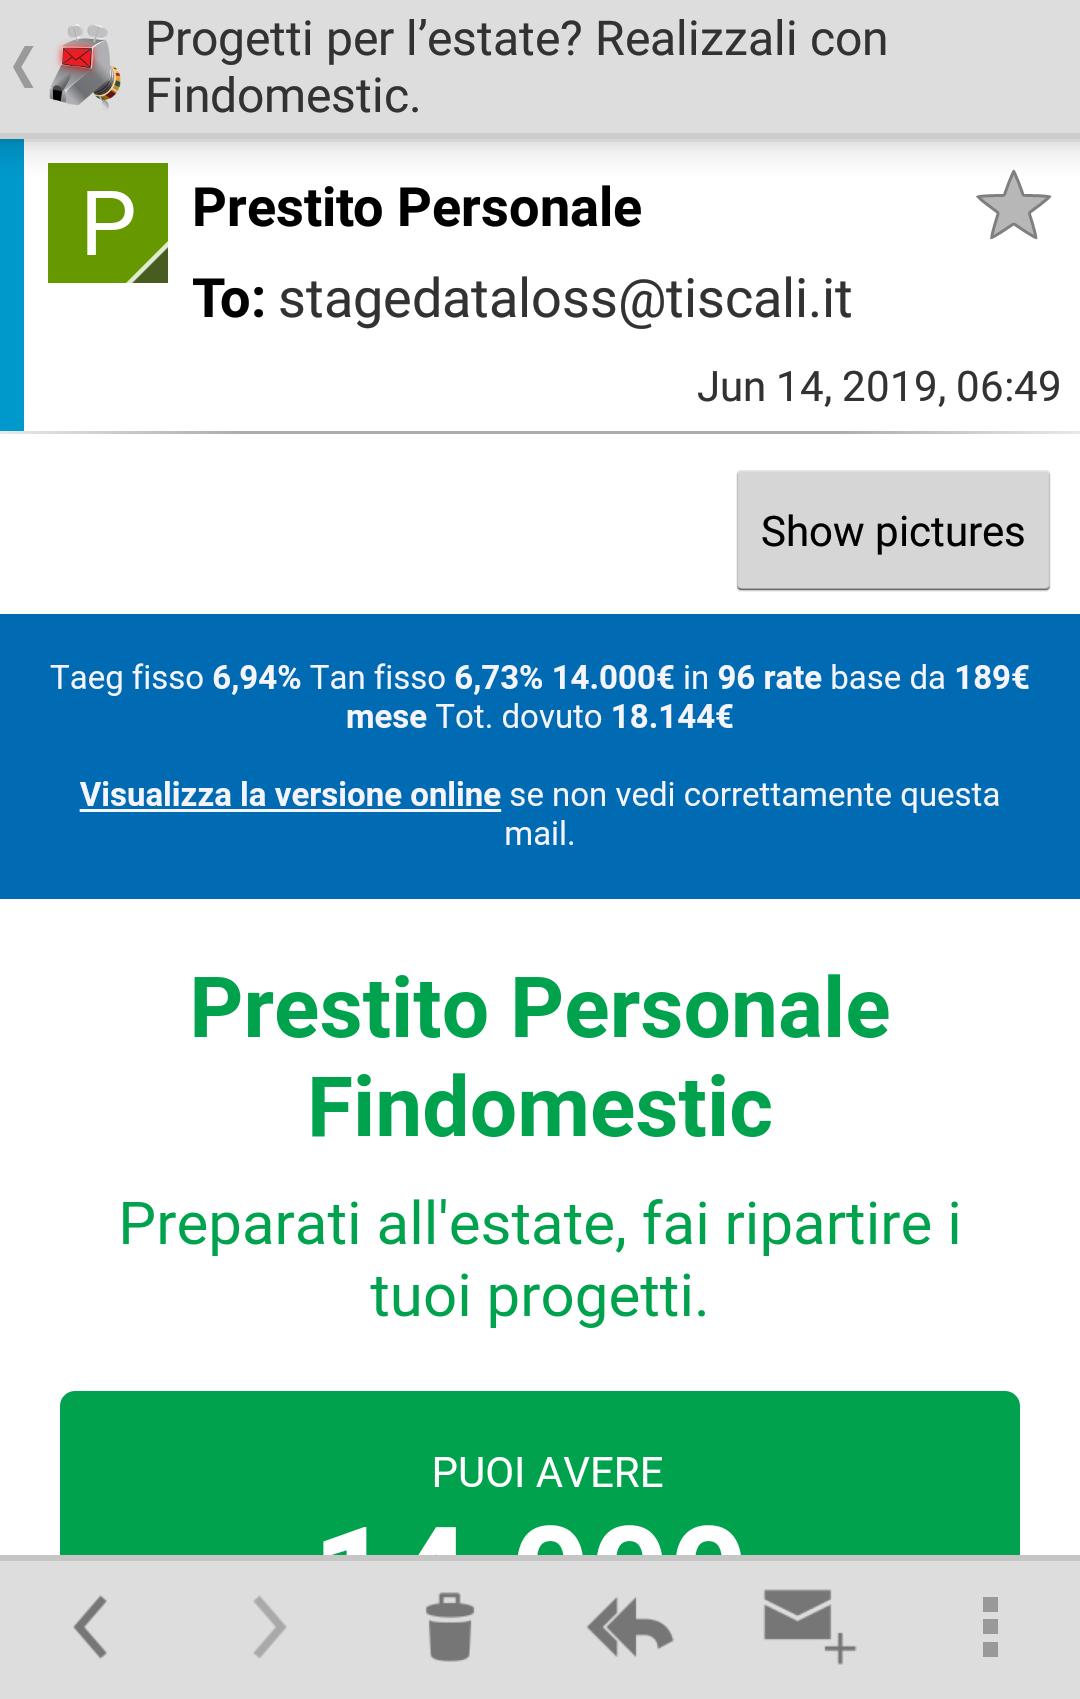 Progetti per l’estate? Realizzali con
Findomestic.
P
Prestito Personale
To: stagedataloss@tiscali.it
Jun 14, 2019, 06:49
Show pictures
Taeg fisso 6,94% Tan fisso 6,73% 14.000€ in 96 rate base da 189€
mese Tot. dovuto 18.144€
Visualizza la versione online se non vedi correttamente questa
mail.
Prestito Personale
Findomestic
Preparati all'estate, fai ripartire i
tuoi progetti.
PUOI AVERE
14.000